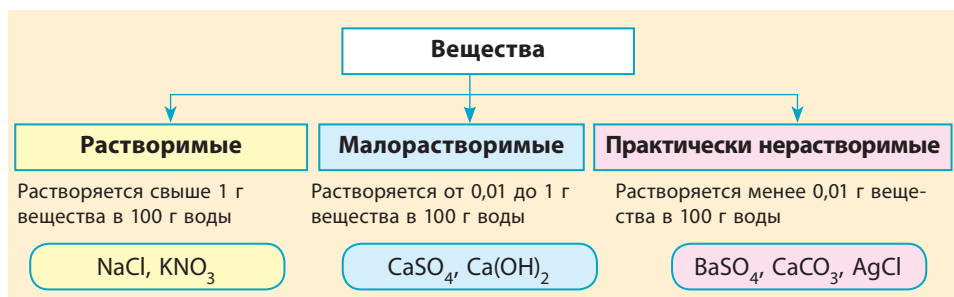 Вещества
Растворимые
Малорастворимые
Практически нерастворимые
Растворяется свыше 1 г
вещества в 100 г воды
Растворяется от 0,01 до 1 г
вещества в 100 г воды
Растворяется менее 0,01 г веще-
ства в 100 г воды
NaCl, KNO₃
CaSO₄, Ca(OH)₂
BaSO₄, CaCO₃, AgCl